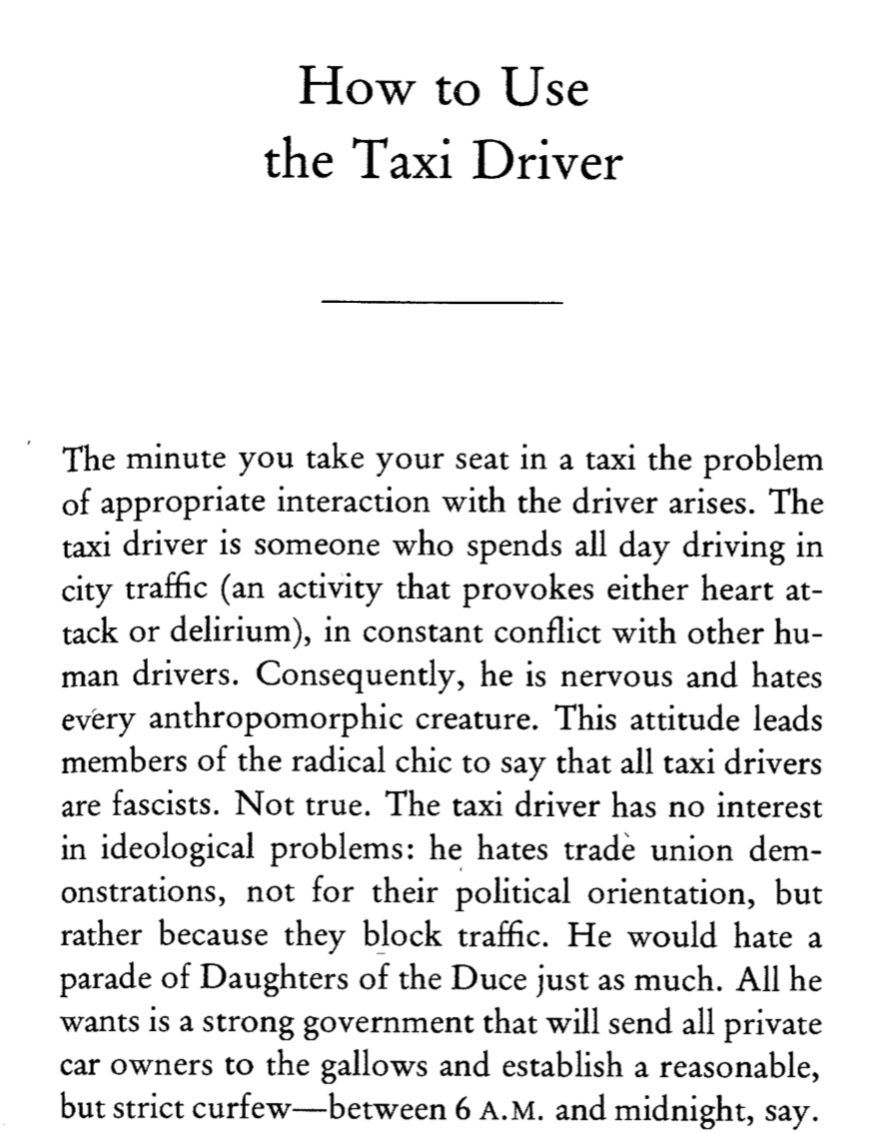 How to Use
the Taxi Driver
The minute you take your seat in a taxi the problem
of appropriate interaction with the driver arises. The
taxi driver is someone who spends all day driving in
city traffic (an activity that provokes either heart at-
tack or delirium), in constant conflict with other hu-
man drivers. Consequently, he is nervous and hates
every anthropomorphic creature. This attitude leads
members of the radical chic to say that all taxi drivers
are fascists. Not true. The taxi driver has no interest
in ideological problems: he hates trade union dem-
onstrations, not for their political orientation, but
rather because they block traffic. He would hate a
parade of Daughters of the Duce just as much. All he
wants is a strong government that will send all private
car owners to the gallows and establish a reasonable,
but strict curfew—between 6 A.M. and midnight, say.